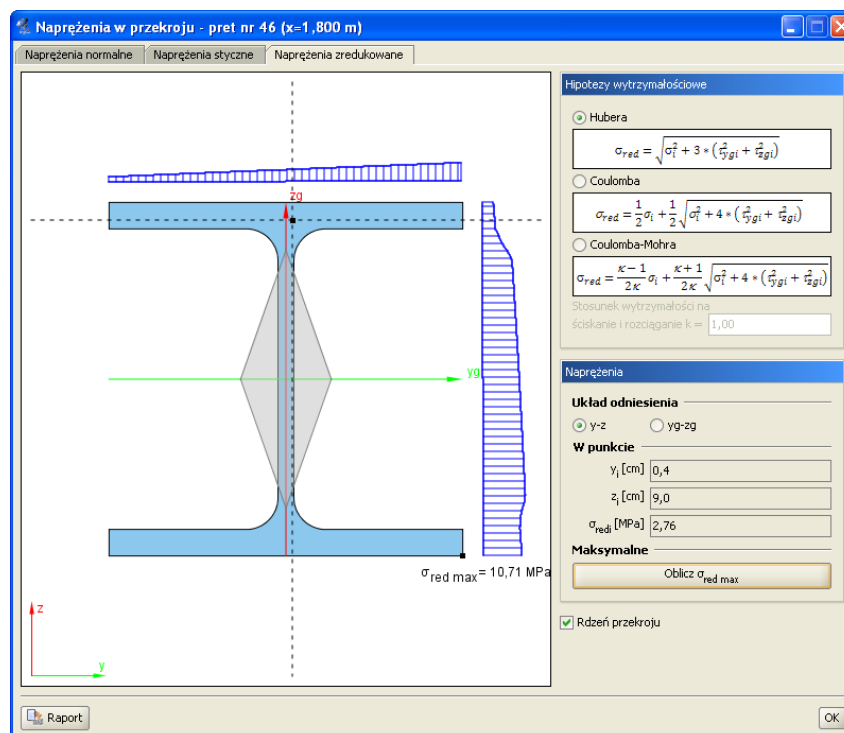 Naprężenia w przekroju - pret nr 46 (x=1,800 m)
Naprężenia normalne
Naprężenia styczne
Naprężenia zredukowane
zg
yg
σred max= 10,71 MPa
z
y
Hipotezy wytrzymałościowe
Hubera
σred = √σi² + 3 * (τ²ygi + τ²zgi)
Coulomba
σred = 1/2 σi + 1/2 √σi² + 4 * (τ²ygi + τ²zgi)
Coulomba-Mohra
σred = κ − 1/2κ σi + κ + 1/2κ √σi² + 4 * (τ²ygi + τ²zgi)
Stosunek wytrzymałości na
ściskanie i rozciąganie k = 1,00
Naprężenia
Układ odniesienia
y-z
yg-zg
W punkcie
yi [cm] 0,4
zi [cm] 9,0
σredi [MPa] 2,76
Maksymalne
Oblicz σred max
Rdzeń przekroju
Raport
OK